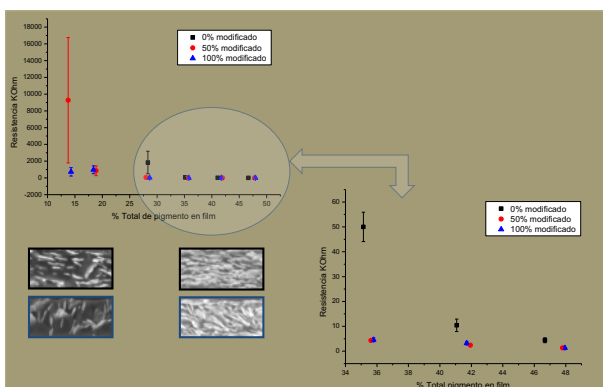 18000
16000
14000
12000
10000
8000
6000
4000
2000
0
-2000
Resistencia KOhm
0% modificado
50% modificado
100% modificado
10 15 20 25 30 35 40 45 50
% Total de pigmento en film
60
50
40
30
20
10
0
Resistencia KOhm
0% modificado
50% modificado
100% modificado
34 36 38 40 42 44 46 48
% Total pigmento en film